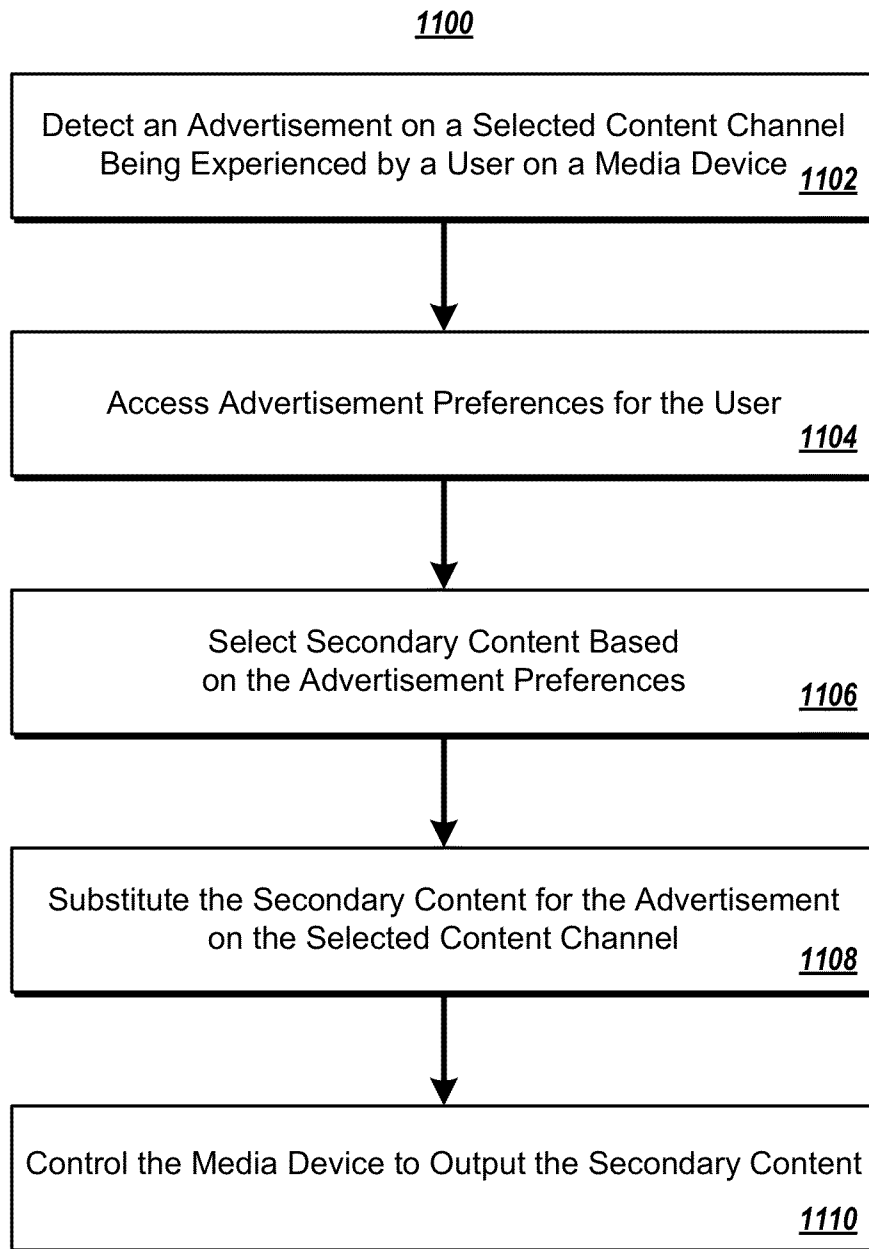 1100
Detect an Advertisement on a Selected Content Channel
Being Experienced by a User on a Media Device
1102
Access Advertisement Preferences for the User
1104
Select Secondary Content Based
on the Advertisement Preferences
1106
Substitute the Secondary Content for the Advertisement
on the Selected Content Channel
1108
Control the Media Device to Output the Secondary Content
1110